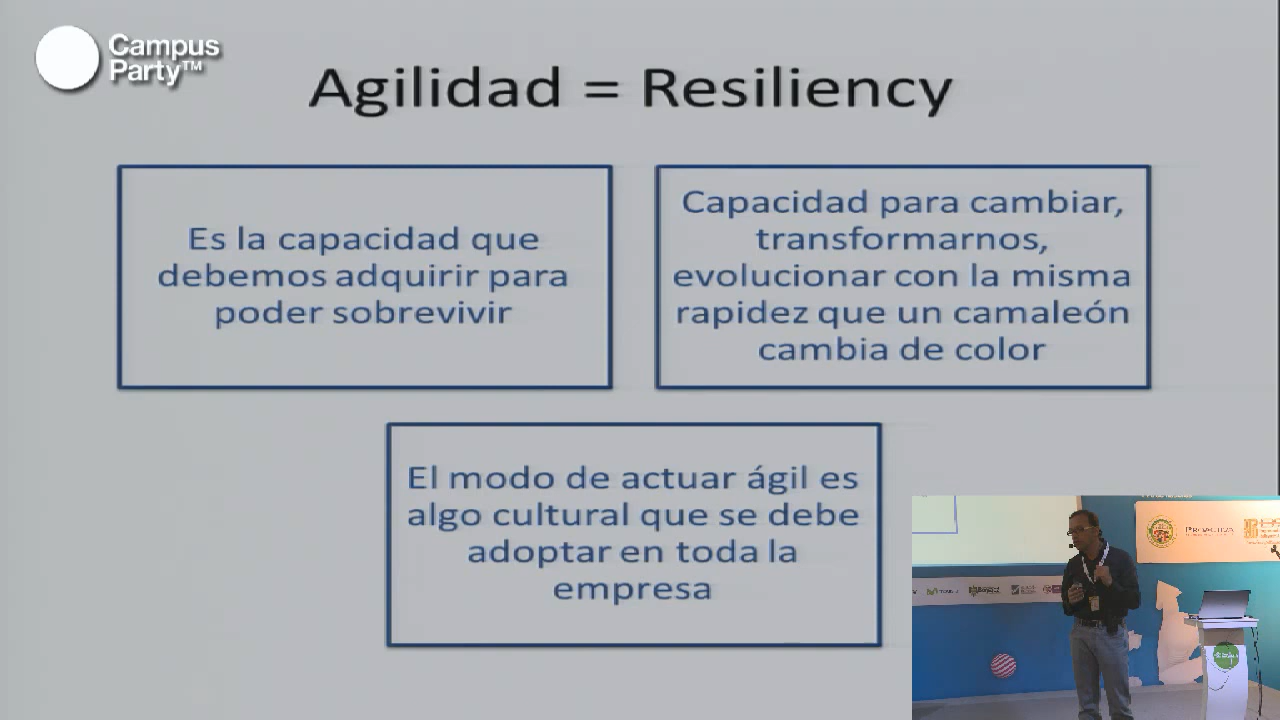 Campus
Party™
Agilidad = Resiliency
Es la capacidad que
debemos adquirir para
poder sobrevivir
Capacidad para cambiar,
transformarnos,
evolucionar con la misma
rapidez que un camaleón
cambia de color
El modo de actuar ágil es
algo cultural que se debe
adoptar en toda la
empresa